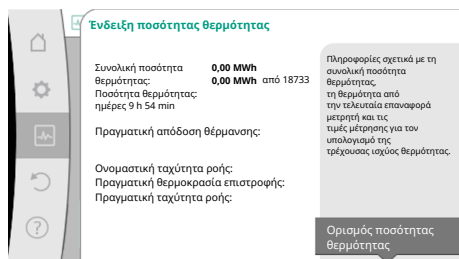 Ένδειξη ποσότητας θερμότητας
Συνολική ποσότητα 0,00 MWh
θερμότητας: 0,00 MWh από 18733
Ποσότητα θερμότητας:
ημέρες 9 h 54 min
Πραγματική απόδοση θέρμανσης:
Ονομαστική ταχύτητα ροής:
Πραγματική θερμοκρασία επιστροφής:
Πραγματική ταχύτητα ροής:
Πληροφορίες σχετικά με τη
συνολική ποσότητα
θερμότητας,
τη θερμότητα από
την τελευταία επαναφορά
μετρητή και τις
τιμές μέτρησης για τον
υπολογισμό της
τρέχουσας ισχύος θερμότητας.
Ορισμός ποσότητας
θερμότητας